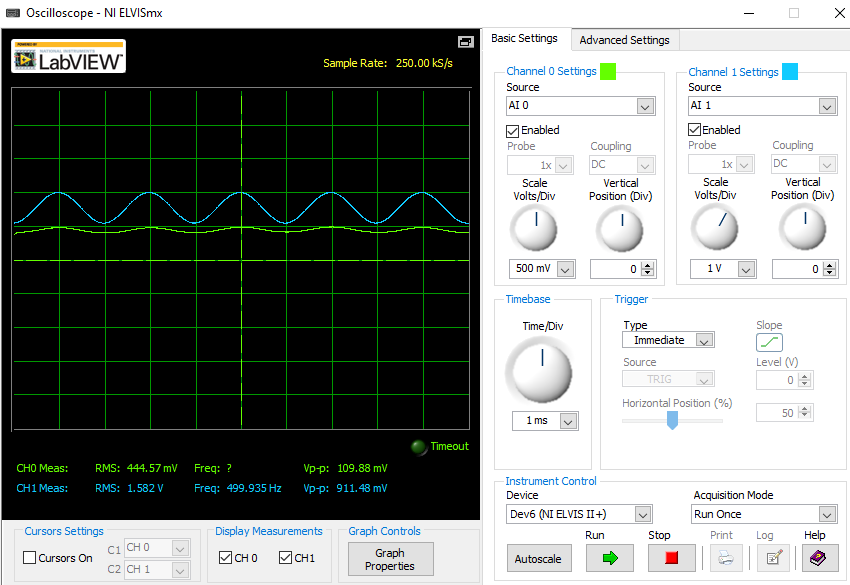 Oscilloscope - NI ELVISmx
POWERED BY
NATIONAL INSTRUMENTS
LabVIEW™
Sample Rate: 250.00 kS/s
Timeout
CH0 Meas: RMS: 444.57 mV Freq: ? Vp-p: 109.88 mV
CH1 Meas: RMS: 1.582 V Freq: 499.935 Hz Vp-p: 911.48 mV
Cursors Settings
Cursors On
C1 CH 0
C2 CH 1
Display Measurements
CH 0 CH1
Graph Controls
Graph
Properties
Basic Settings Advanced Settings
Channel 0 Settings
Source
AI 0
Enabled
Probe Coupling
1x DC
Scale Vertical
Volts/Div Position (Div)
500 mV 0
Channel 1 Settings
Source
AI 1
Enabled
Probe Coupling
1x DC
Scale Vertical
Volts/Div Position (Div)
1 V 0
Timebase
Time/Div
1 ms
Trigger
Type Slope
Immediate
Source Level (V)
TRIG 0
Horizontal Position (%)
50
Instrument Control
Device Acquisition Mode
Dev6 (NI ELVIS II+) Run Once
Run Stop Print Log Help
Autoscale